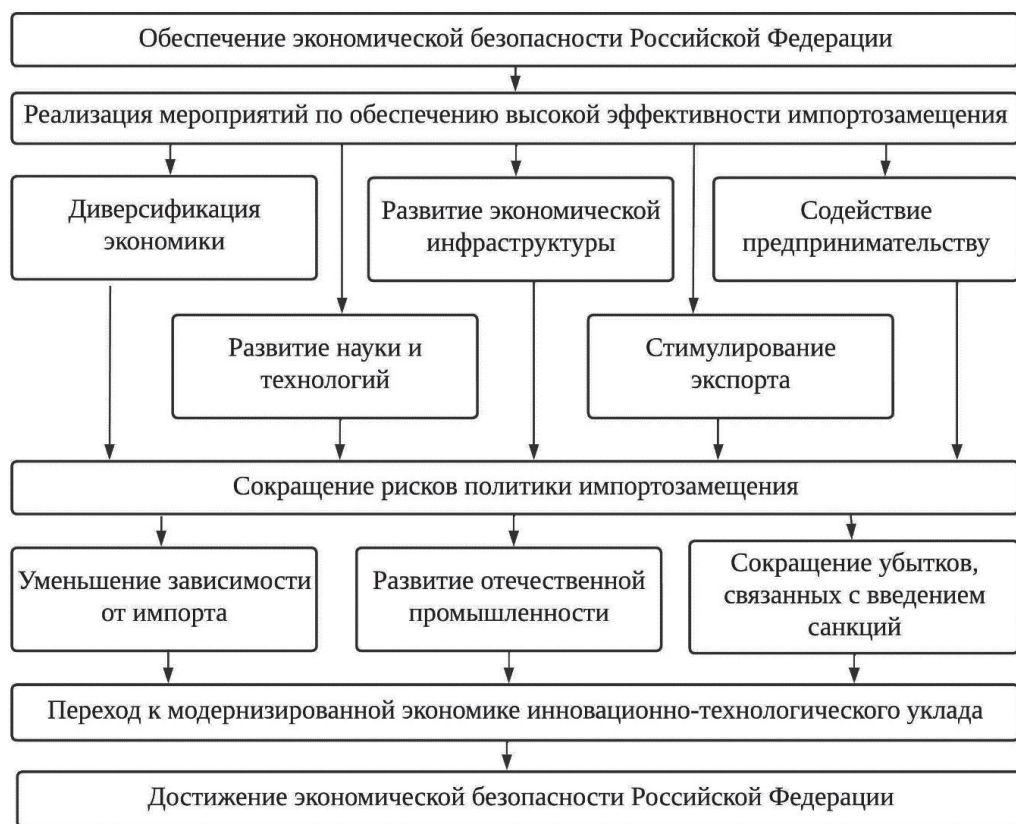 Обеспечение экономической безопасности Российской Федерации
Реализация мероприятий по обеспечению высокой эффективности импортозамещения
Диверсификация
экономики
Развитие экономической
инфраструктуры
Содействие
предпринимательству
Развитие науки и
технологий
Стимулирование
экспорта
Сокращение рисков политики импортозамещения
Уменьшение зависимости
от импорта
Развитие отечественной
промышленности
Сокращение убытков,
связанных с введением
санкций
Переход к модернизированной экономике инновационно-технологического уклада
Достижение экономической безопасности Российской Федерации